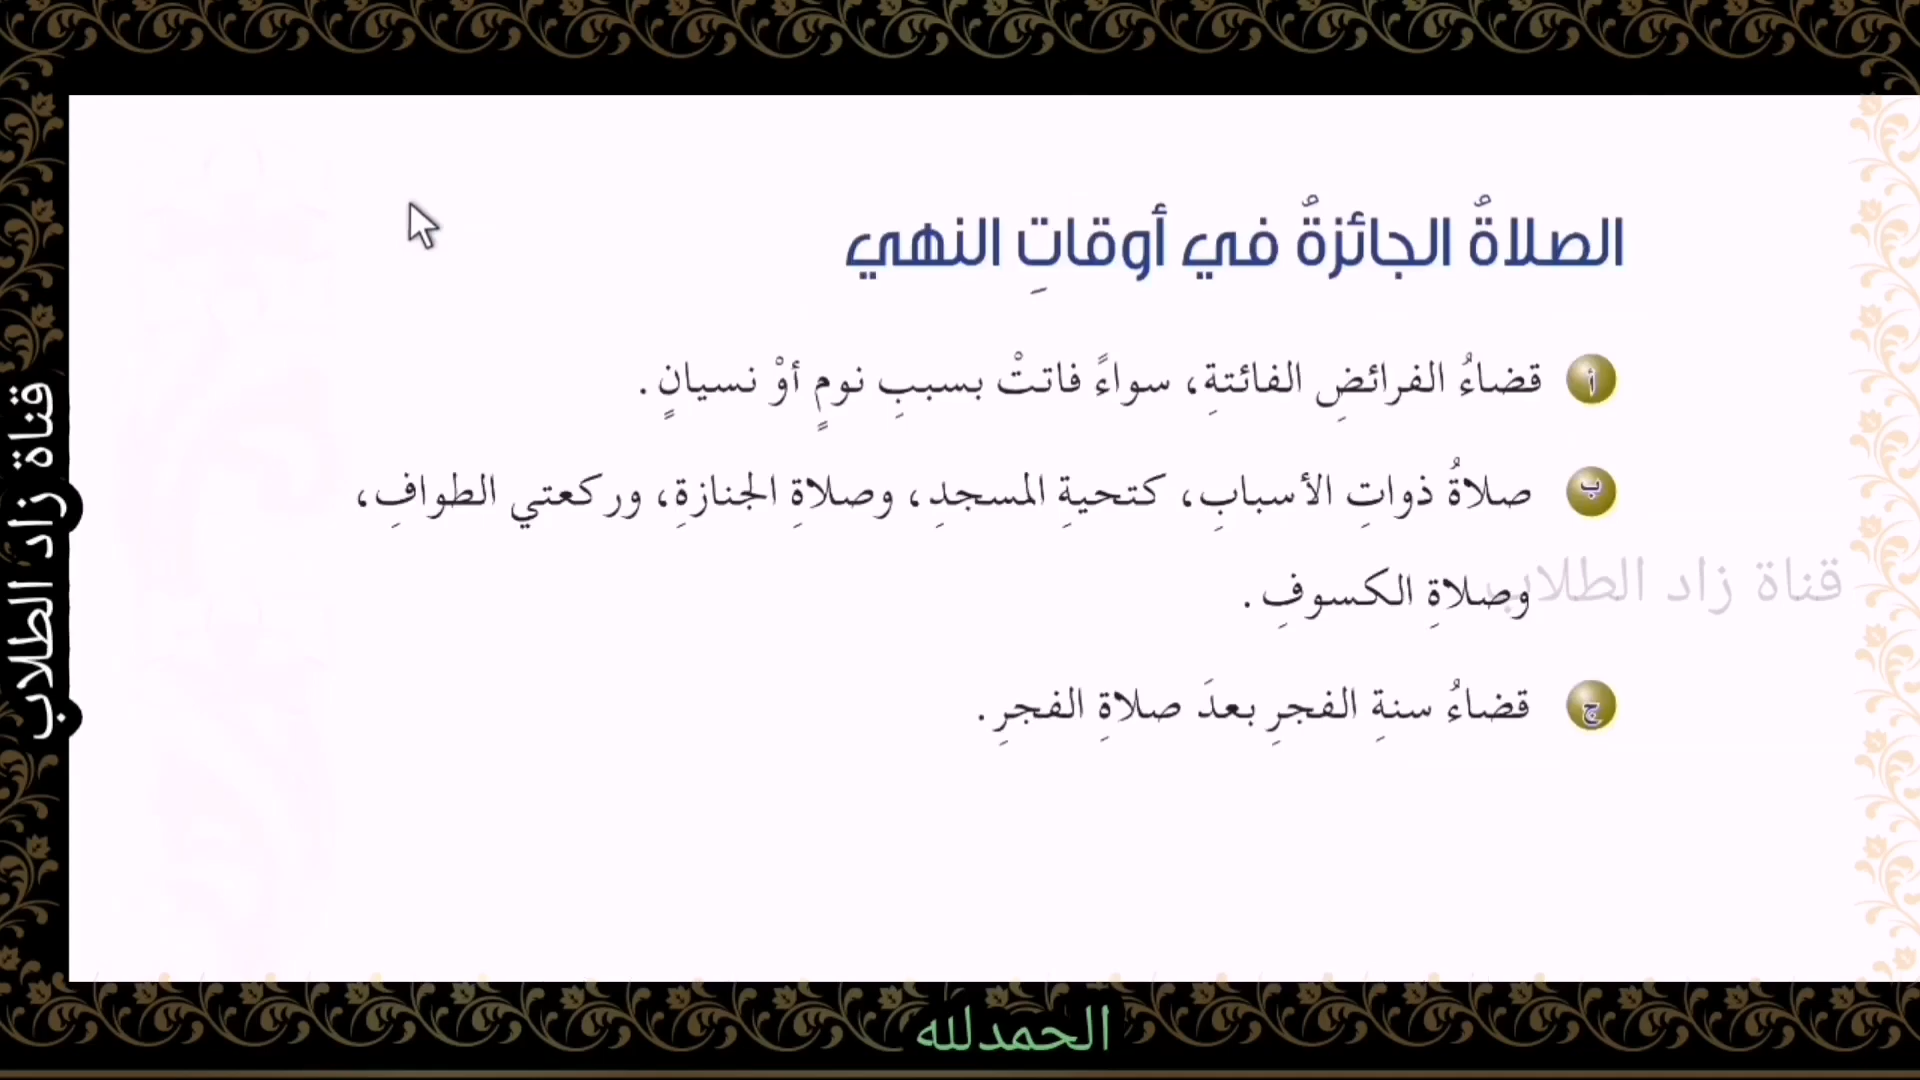 الصلاةُ الجائزةُ في أوقاتِ النهي
أ قضاءُ الفرائضِ الفائتةِ، سواءً فاتتْ بسببِ نومٍ أوْ نسيانٍ.
ب صلاةُ ذواتِ الأسبابِ، كتحيةِ المسجدِ، وصلاةِ الجنازةِ، وركعتي الطوافِ،
وصلاةِ الكسوفِ.
قناة زاد الطلاب
ج قضاءُ سنةِ الفجرِ بعدَ صلاةِ الفجرِ.
قناة زاد الطلاب
الحمدلله